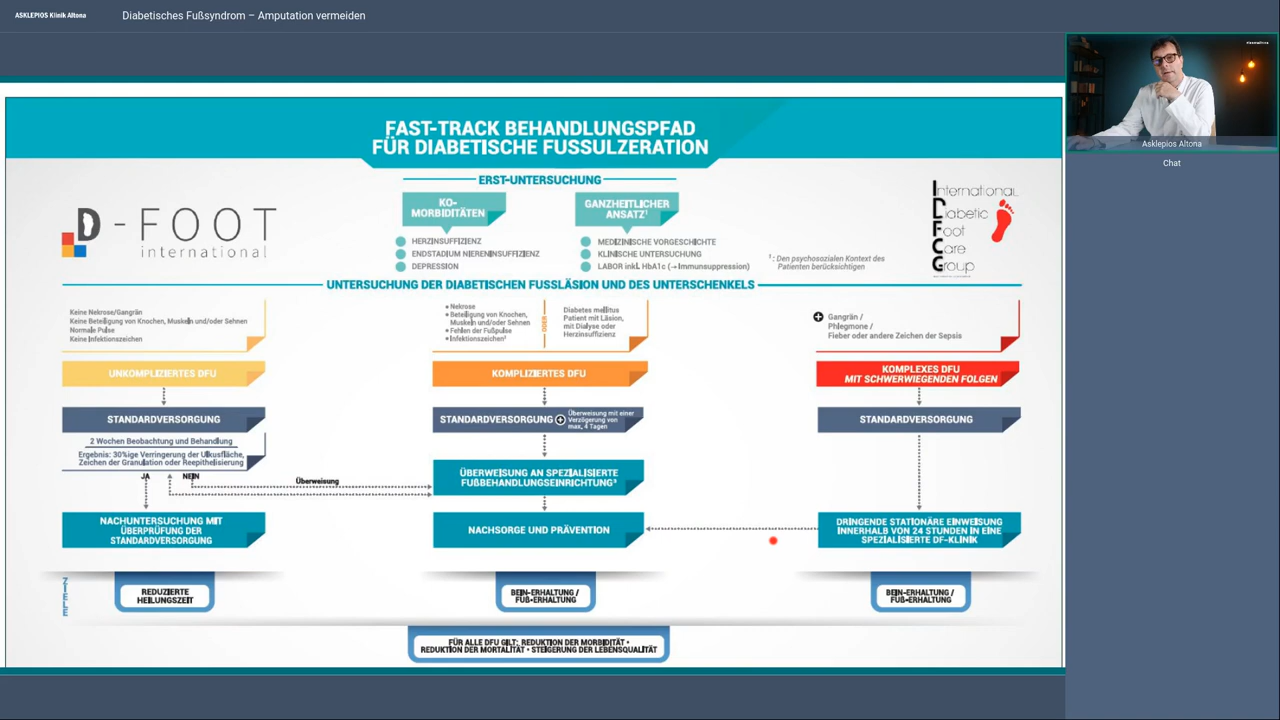 ASKLEPIOS Klinik Altona
Diabetisches Fußsyndrom – Amputation vermeiden
Asklepios Altona
Chat
FAST-TRACK BEHANDLUNGSPFAD
FÜR DIABETISCHE FUSSULZERATION
ERST-UNTERSUCHUNG
D-FOOT
international
KO-
MORBIDITÄTEN
HERZINSUFFIZIENZ
ENDSTADIUM NIERENINSUFFIZIENZ
DEPRESSION
GANZHEITLICHER
ANSATZ¹
MEDIZINISCHE VORGESCHICHTE
KLINISCHE UNTERSUCHUNG
LABOR inkl. HbA1c (→Immunsuppression)
¹ : Den psychosozialen Kontext des
Patienten berücksichtigen
International
Diabetic
Foot
Care
Group
UNTERSUCHUNG DER DIABETISCHEN FUSSLÄSION UND DES UNTERSCHENKELS
Keine Nekrose/Gangrän
Keine Beteiligung von Knochen, Muskeln und/oder Sehnen
Normale Pulse
Keine Infektionszeichen
UNKOMPLIZIERTES DFU
STANDARDVERSORGUNG
2 Wochen Beobachtung und Behandlung
Ergebnis: 30%ige Verringerung der Ulkusfläche,
Zeichen der Granulation oder Reepithelisierung
JA
NEIN
Überweisung
NACHUNTERSUCHUNG MIT
ÜBERPRÜFUNG DER
STANDARDVERSORGUNG
• Nekrose
• Beteiligung von Knochen,
Muskeln und/oder Sehnen
• Fehlen der Fußpulse
• Infektionszeichen
ODER
Diabetes mellitus
Patient mit Läsion,
mit Dialyse oder
Herzinsuffizienz
KOMPLIZIERTES DFU
STANDARDVERSORGUNG +
Überweisung mit einer
Verzögerung von
max. 4 Tagen
ÜBERWEISUNG AN SPEZIALISIERTE
FUßBEHANDLUNGSEINRICHTUNG
NACHSORGE UND PRÄVENTION
+ Gangrän /
Phlegmone /
Fieber oder andere Zeichen der Sepsis
KOMPLEXES DFU
MIT SCHWERWIEGENDEN FOLGEN
STANDARDVERSORGUNG
DRINGENDE STATIONÄRE EINWEISUNG
INNERHALB VON 24 STUNDEN IN EINE
SPEZIALISIERTE DF-KLINIK
ZIELE
REDUZIERTE
HEILUNGSZEIT
BEIN-ERHALTUNG /
FUß-ERHALTUNG
BEIN-ERHALTUNG /
FUß-ERHALTUNG
FÜR ALLE DFU GILT: REDUKTION DER MORBIDITÄT •
REDUKTION DER MORTALITÄT • STEIGERUNG DER LEBENSQUALITÄT